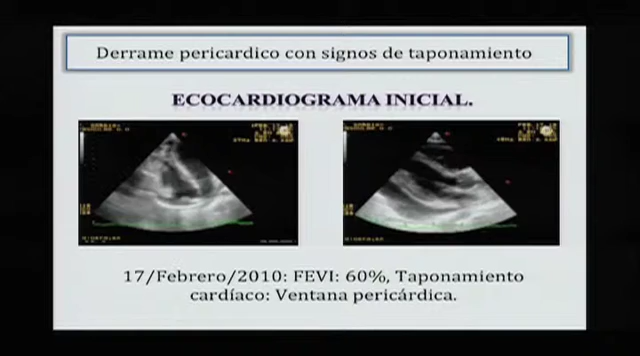 Derrame pericardico con signos de taponamiento
ECOCARDIOGRAMA INICIAL.
17/Febrero/2010: FEVI: 60%, Taponamiento
cardíaco: Ventana pericárdica.